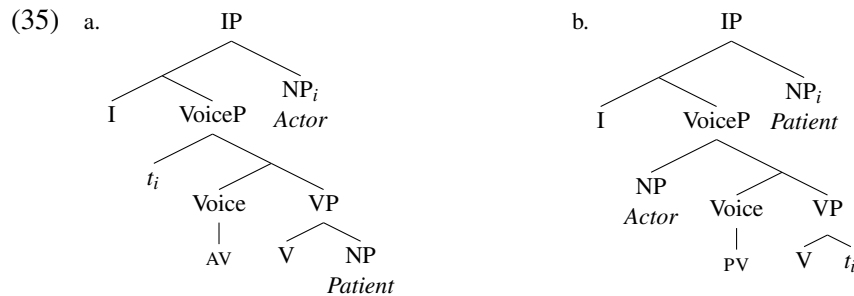 (35) a. IP b. IP
NPi NPi
I VoiceP Actor I VoiceP Patient
ti NP
Voice VP Actor Voice VP
AV V NP PV V ti
Patient